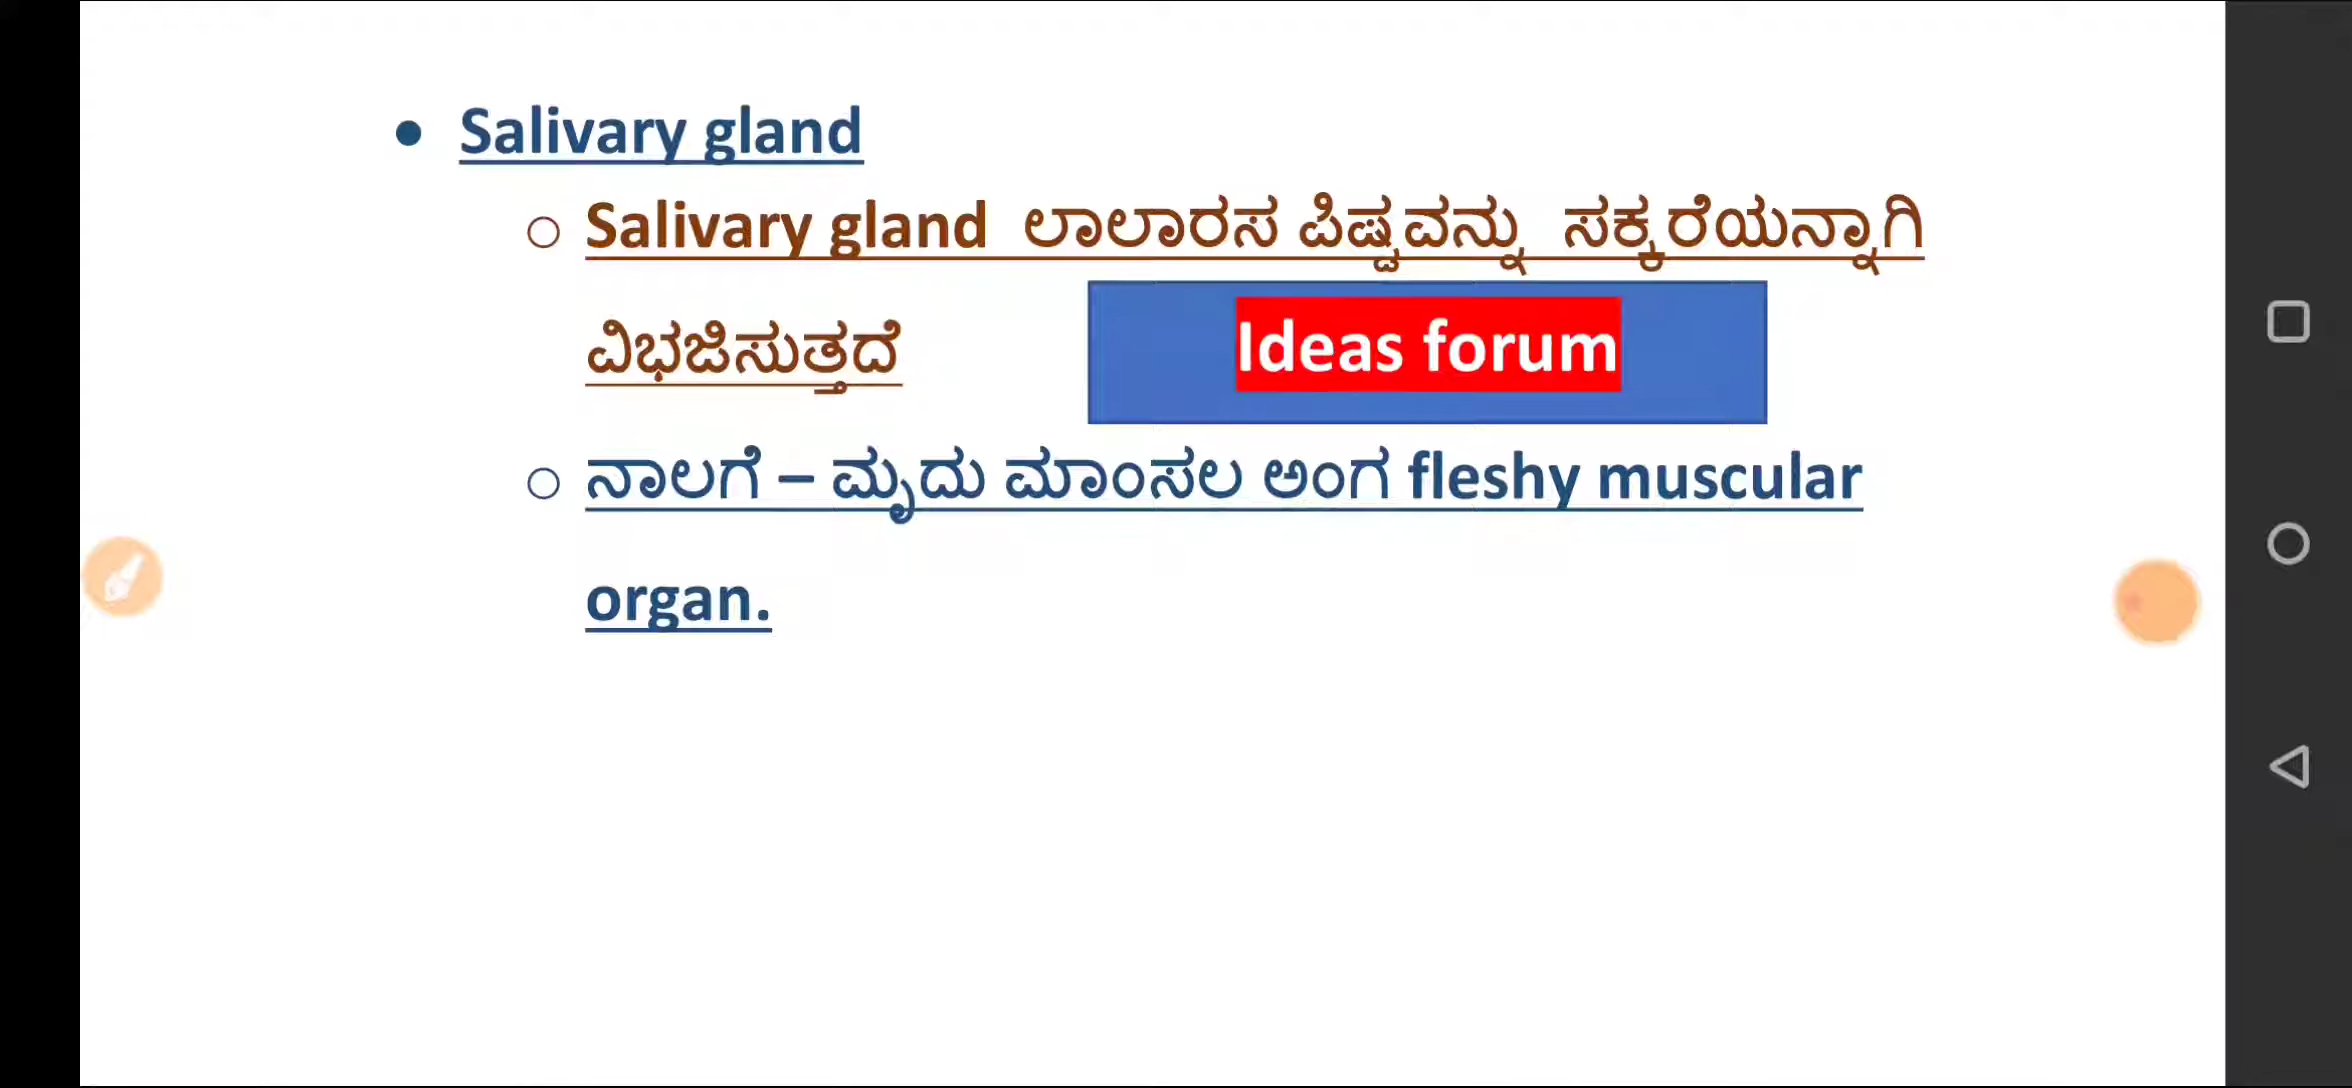 • Salivary gland
○ Salivary gland ಲಾಲಾರಸ ಪಿಷ್ಟವನ್ನು ಸಕ್ಕರೆಯನ್ನಾಗಿ
ವಿಭಜಿಸುತ್ತದೆ
Ideas forum
○ ನಾಲಗೆ – ಮೃದು ಮಾಂಸಲ ಅಂಗ fleshy muscular
organ.